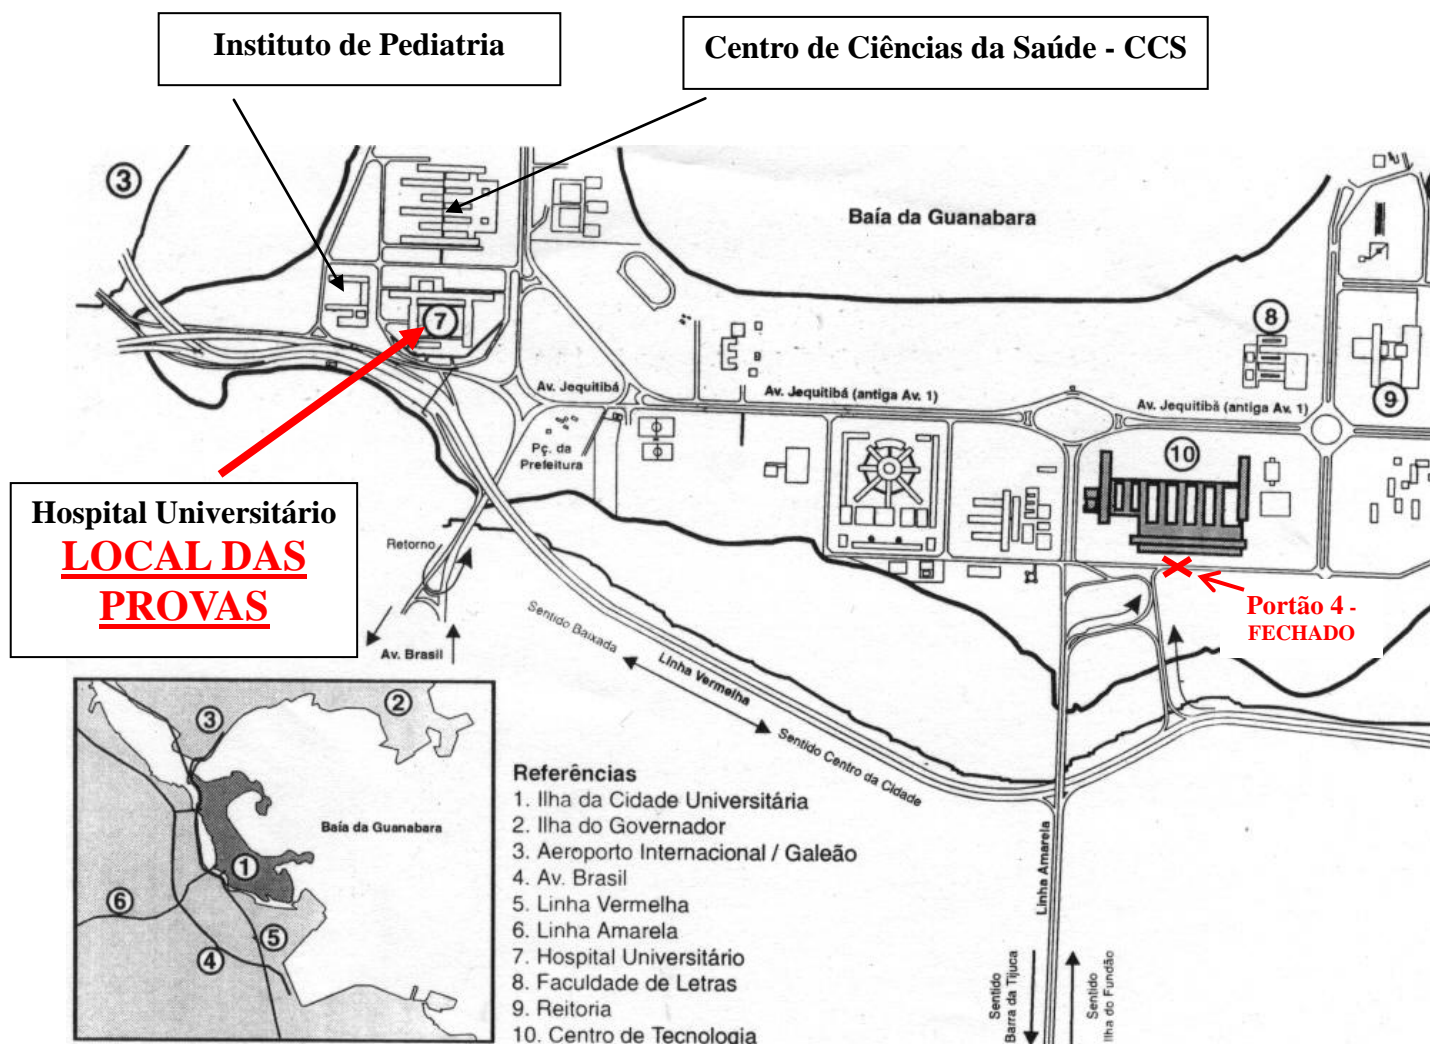 Instituto de Pediatria
Centro de Ciências da Saúde - CCS
3
Baía da Guanabara
7
8
9
Av. Jequitibá
Av. Jequitibá (antiga Av. 1)
Av. Jequitibá (antiga Av. 1)
Pç. da
Prefeitura
10
Hospital Universitário
LOCAL DAS
PROVAS
Retorno
Portão 4 -
FECHADO
Av. Brasil
Sentido Baixada
Linha Vermelha
Sentido Centro da Cidade
Linha Amarela
Sentido
Barra da Tijuca
Sentido
Ilha do Fundão
2
3
Baía da Guanabara
1
6
5
4
Referências
1. Ilha da Cidade Universitária
2. Ilha do Governador
3. Aeroporto Internacional / Galeão
4. Av. Brasil
5. Linha Vermelha
6. Linha Amarela
7. Hospital Universitário
8. Faculdade de Letras
9. Reitoria
10. Centro de Tecnologia